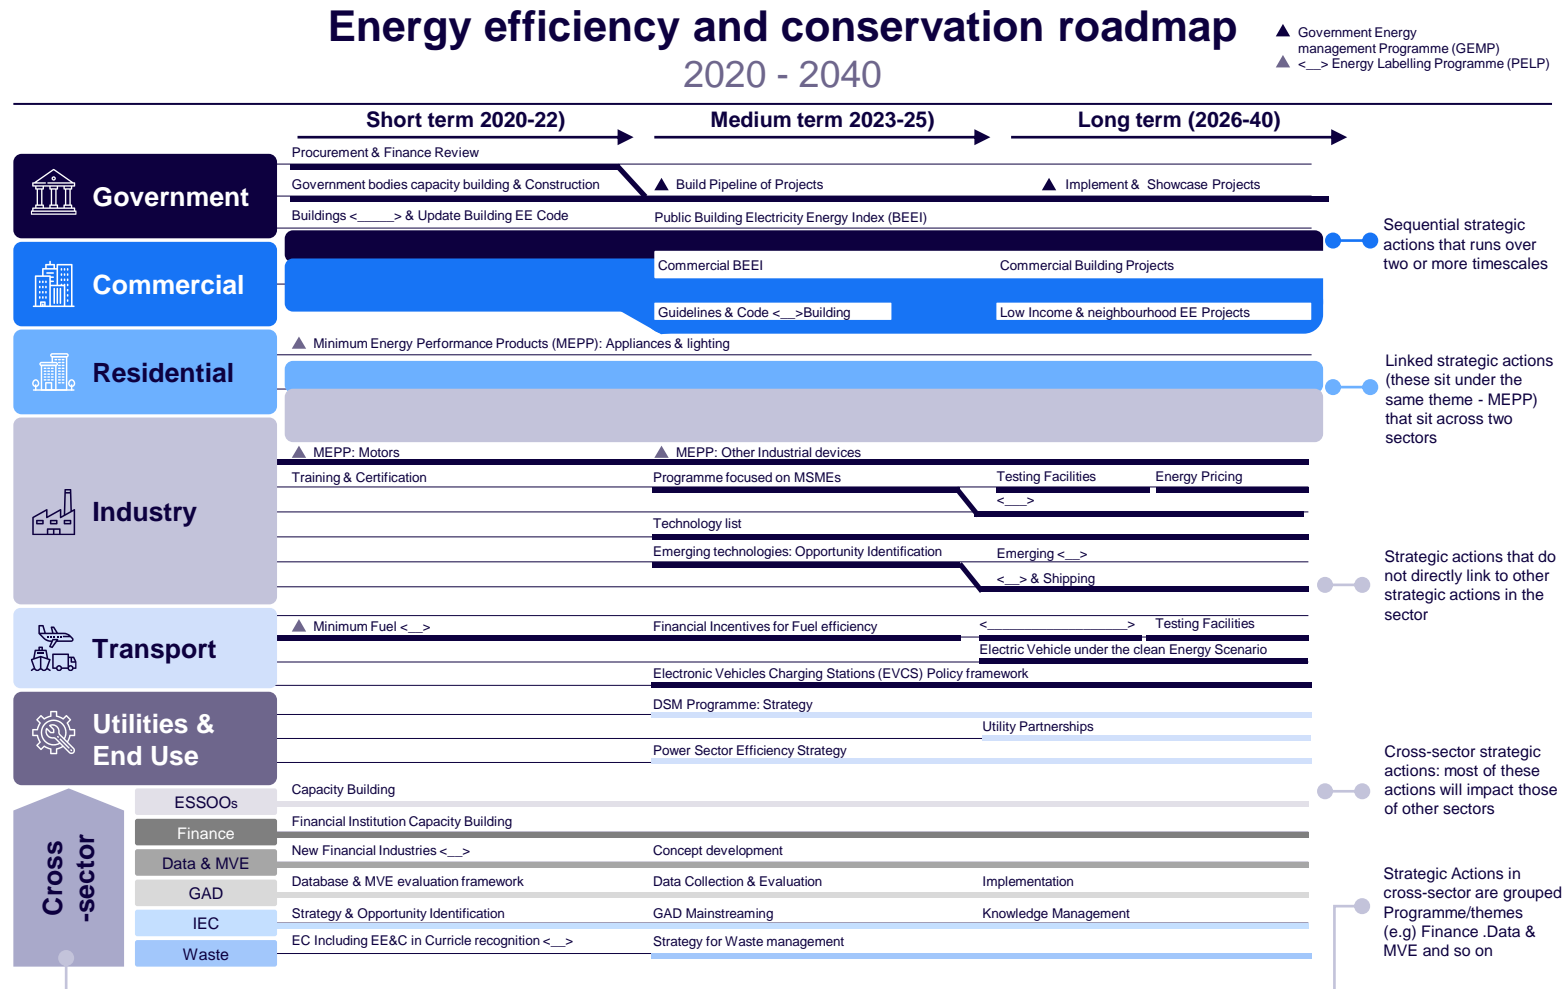 Energy efficiency and conservation roadmap
2020 - 2040
Government Energy
management Programme (GEMP)
<__> Energy Labelling Programme (PELP)
Short term 2020-22)
Medium term 2023-25)
Long term (2026-40)
Government
Procurement & Finance Review
Government bodies capacity building & Construction
Build Pipeline of Projects
Implement & Showcase Projects
Buildings <_____> & Update Building EE Code
Public Building Electricity Energy Index (BEEI)
Sequential strategic
actions that runs over
two or more timescales
Commercial
Commercial BEEI
Commercial Building Projects
Guidelines & Code <__>Building
Low Income & neighbourhood EE Projects
Residential
Minimum Energy Performance Products (MEPP): Appliances & lighting
Linked strategic actions
(these sit under the
same theme - MEPP)
that sit across two
sectors
Industry
MEPP: Motors
MEPP: Other Industrial devices
Training & Certification
Programme focused on MSMEs
Testing Facilities
Energy Pricing
<___>
Technology list
Emerging technologies: Opportunity Identification
Emerging <__>
<__> & Shipping
Strategic actions that do
not directly link to other
strategic actions in the
sector
Transport
Minimum Fuel <__>
Financial Incentives for Fuel efficiency
<___________________>
Testing Facilities
Electric Vehicle under the clean Energy Scenario
Electronic Vehicles Charging Stations (EVCS) Policy framework
Utilities &
End Use
DSM Programme: Strategy
Utility Partnerships
Power Sector Efficiency Strategy
Cross-sector strategic
actions: most of these
actions will impact those
of other sectors
Cross
-sector
ESSOOs
Capacity Building
Finance
Financial Institution Capacity Building
Data & MVE
New Financial Industries <__>
Concept development
GAD
Database & MVE evaluation framework
Data Collection & Evaluation
Implementation
IEC
Strategy & Opportunity Identification
GAD Mainstreaming
Knowledge Management
Waste
EC Including EE&C in Curricle recognition <__>
Strategy for Waste management
Strategic Actions in
cross-sector are grouped
Programme/themes
(e.g) Finance .Data &
MVE and so on